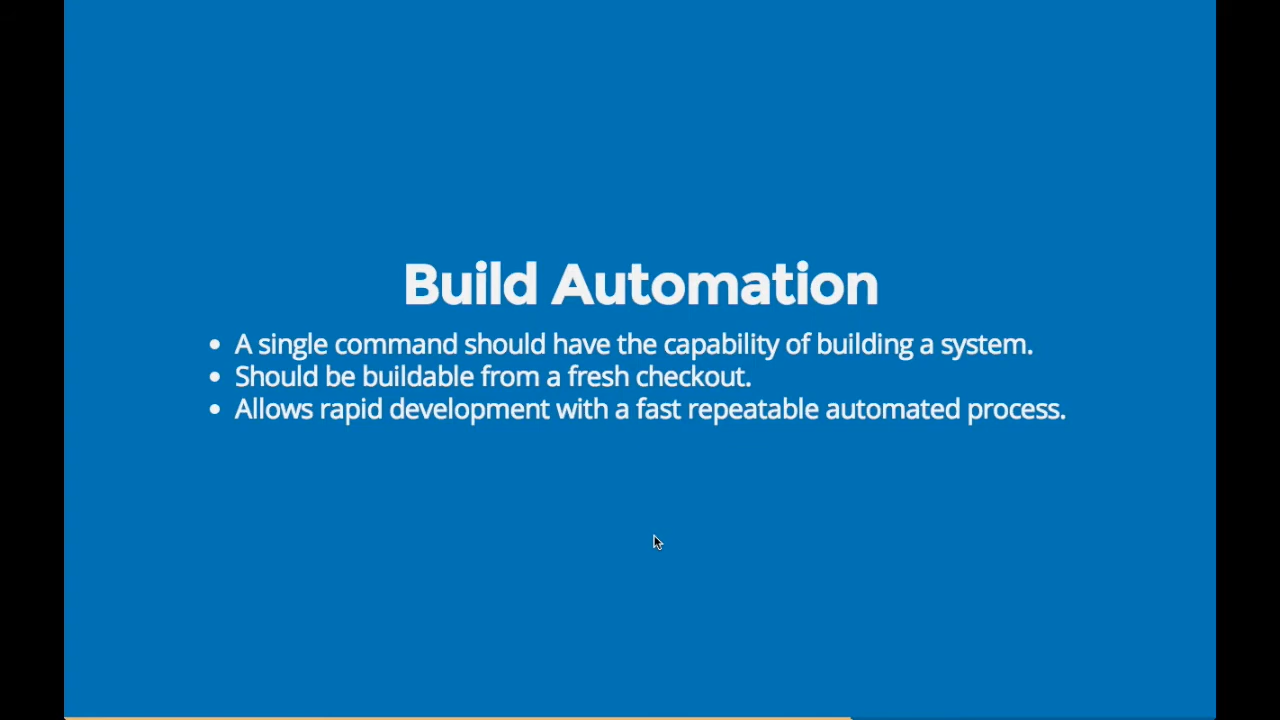 Build Automation
• A single command should have the capability of building a system.
• Should be buildable from a fresh checkout.
• Allows rapid development with a fast repeatable automated process.